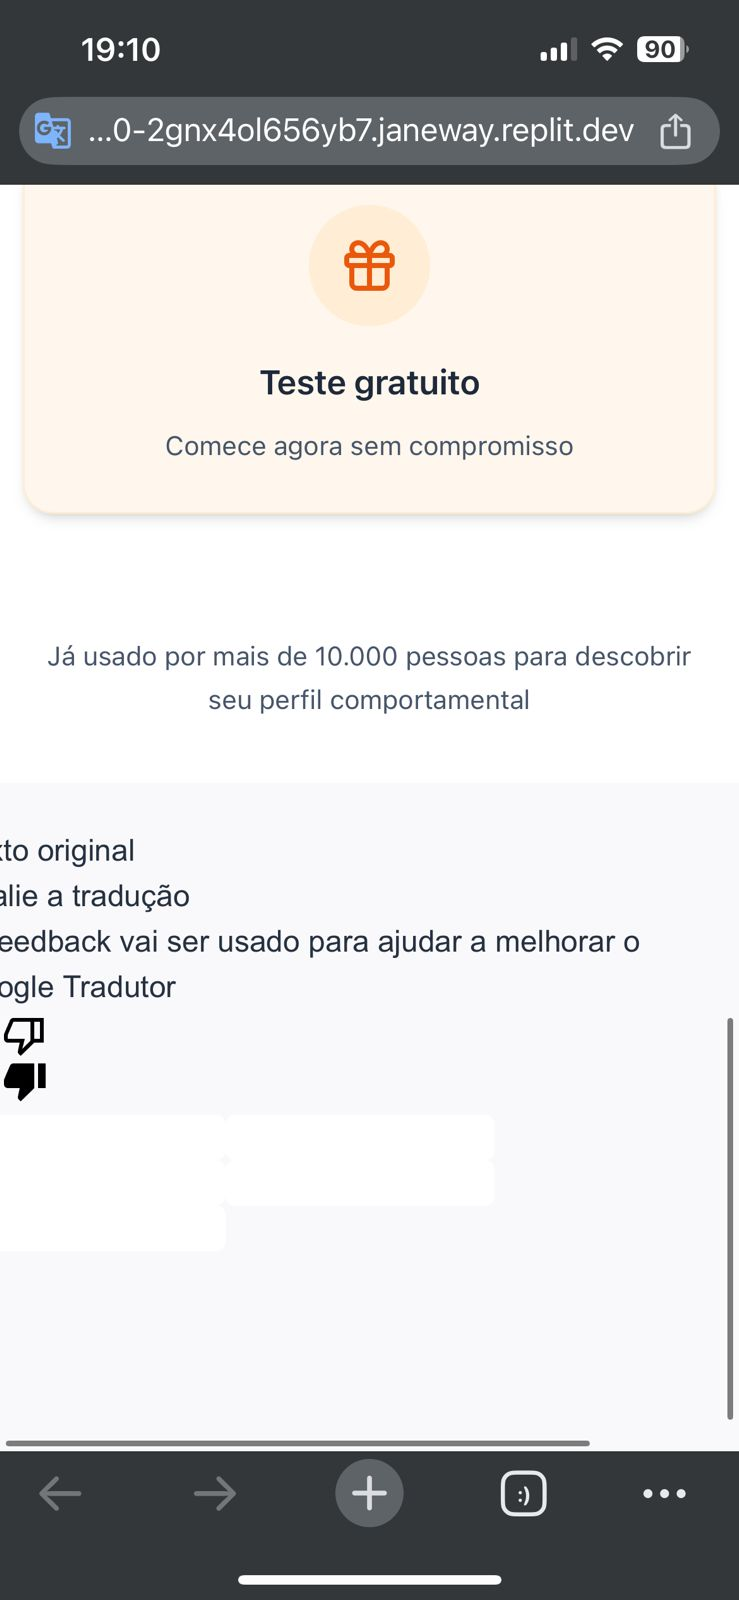 19:10
90
...0-2gnx4ol656yb7.janeway.replit.dev
Teste gratuito
Comece agora sem compromisso
Já usado por mais de 10.000 pessoas para descobrir
seu perfil comportamental
xto original
alie a tradução
eedback vai ser usado para ajudar a melhorar o
ogle Tradutor
:)